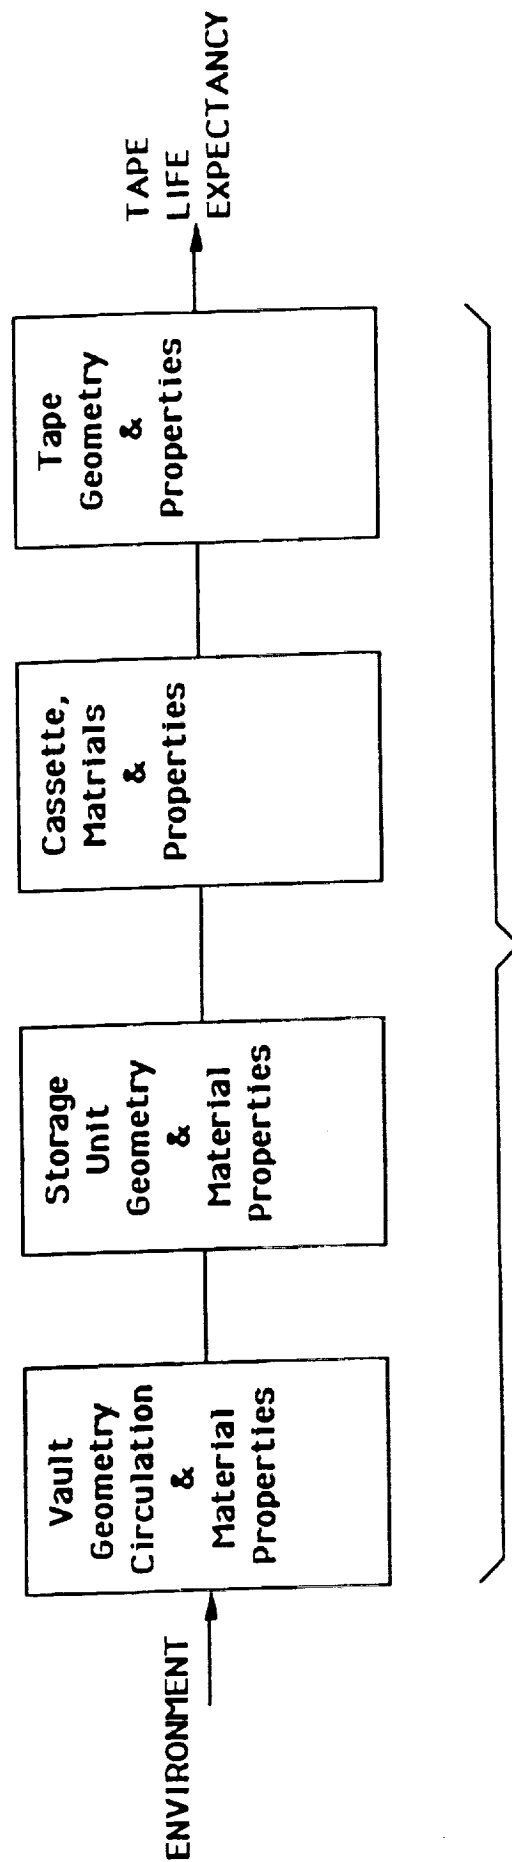 ENVIRONMENT
Vault
Geometry
Circulation
&
Material
Properties
Storage
Unit
Geometry
&
Material
Properties
Cassette,
Matrials
&
Properties
Tape
Geometry
&
Properties
TAPE
LIFE
EXPECTANCY